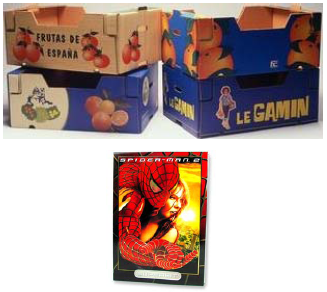 FRUTAS DE
ESPAÑA
LE GAMIN
SPIDER-MAN 2